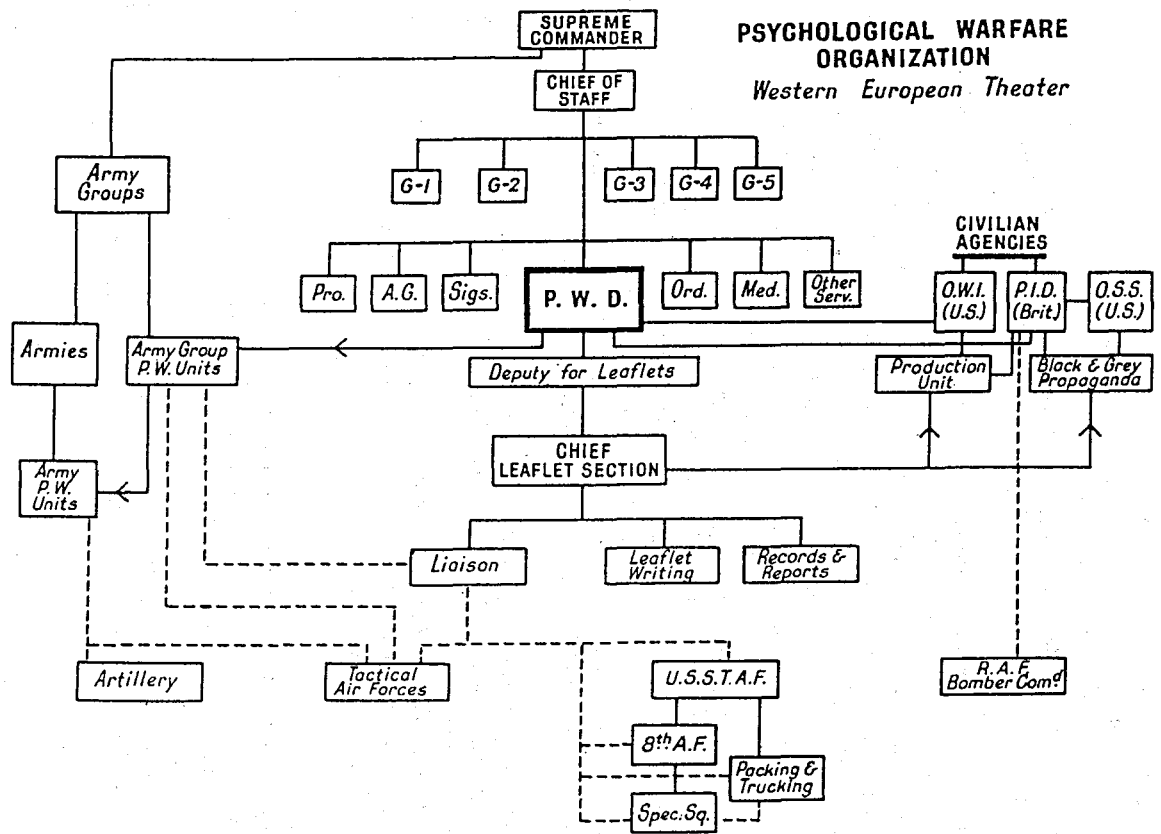 SUPREME
COMMANDER
PSYCHOLOGICAL WARFARE
ORGANIZATION
Western European Theater
CHIEF OF
STAFF
Army
Groups
G-1
G-2
G-3
G-4
G-5
CIVILIAN
AGENCIES
Pro.
A.G.
Sigs.
P. W. D.
Ord.
Med.
Other
Serv.
O.W.I.
(U.S.)
P.I.D.
(Brit.)
O.S.S.
(U.S.)
Armies
Army Group
P.W. Units
Deputy for Leaflets
Production
Unit
Black & Grey
Propaganda
CHIEF
LEAFLET SECTION
Army
P.W.
Units
Liaison
Leaflet
Writing
Records &
Reports
Artillery
Tactical
Air Forces
U.S.S.T.A.F.
R.A.F.
Bomber Comd
8th A.F.
Packing &
Trucking
Spec. Sq.